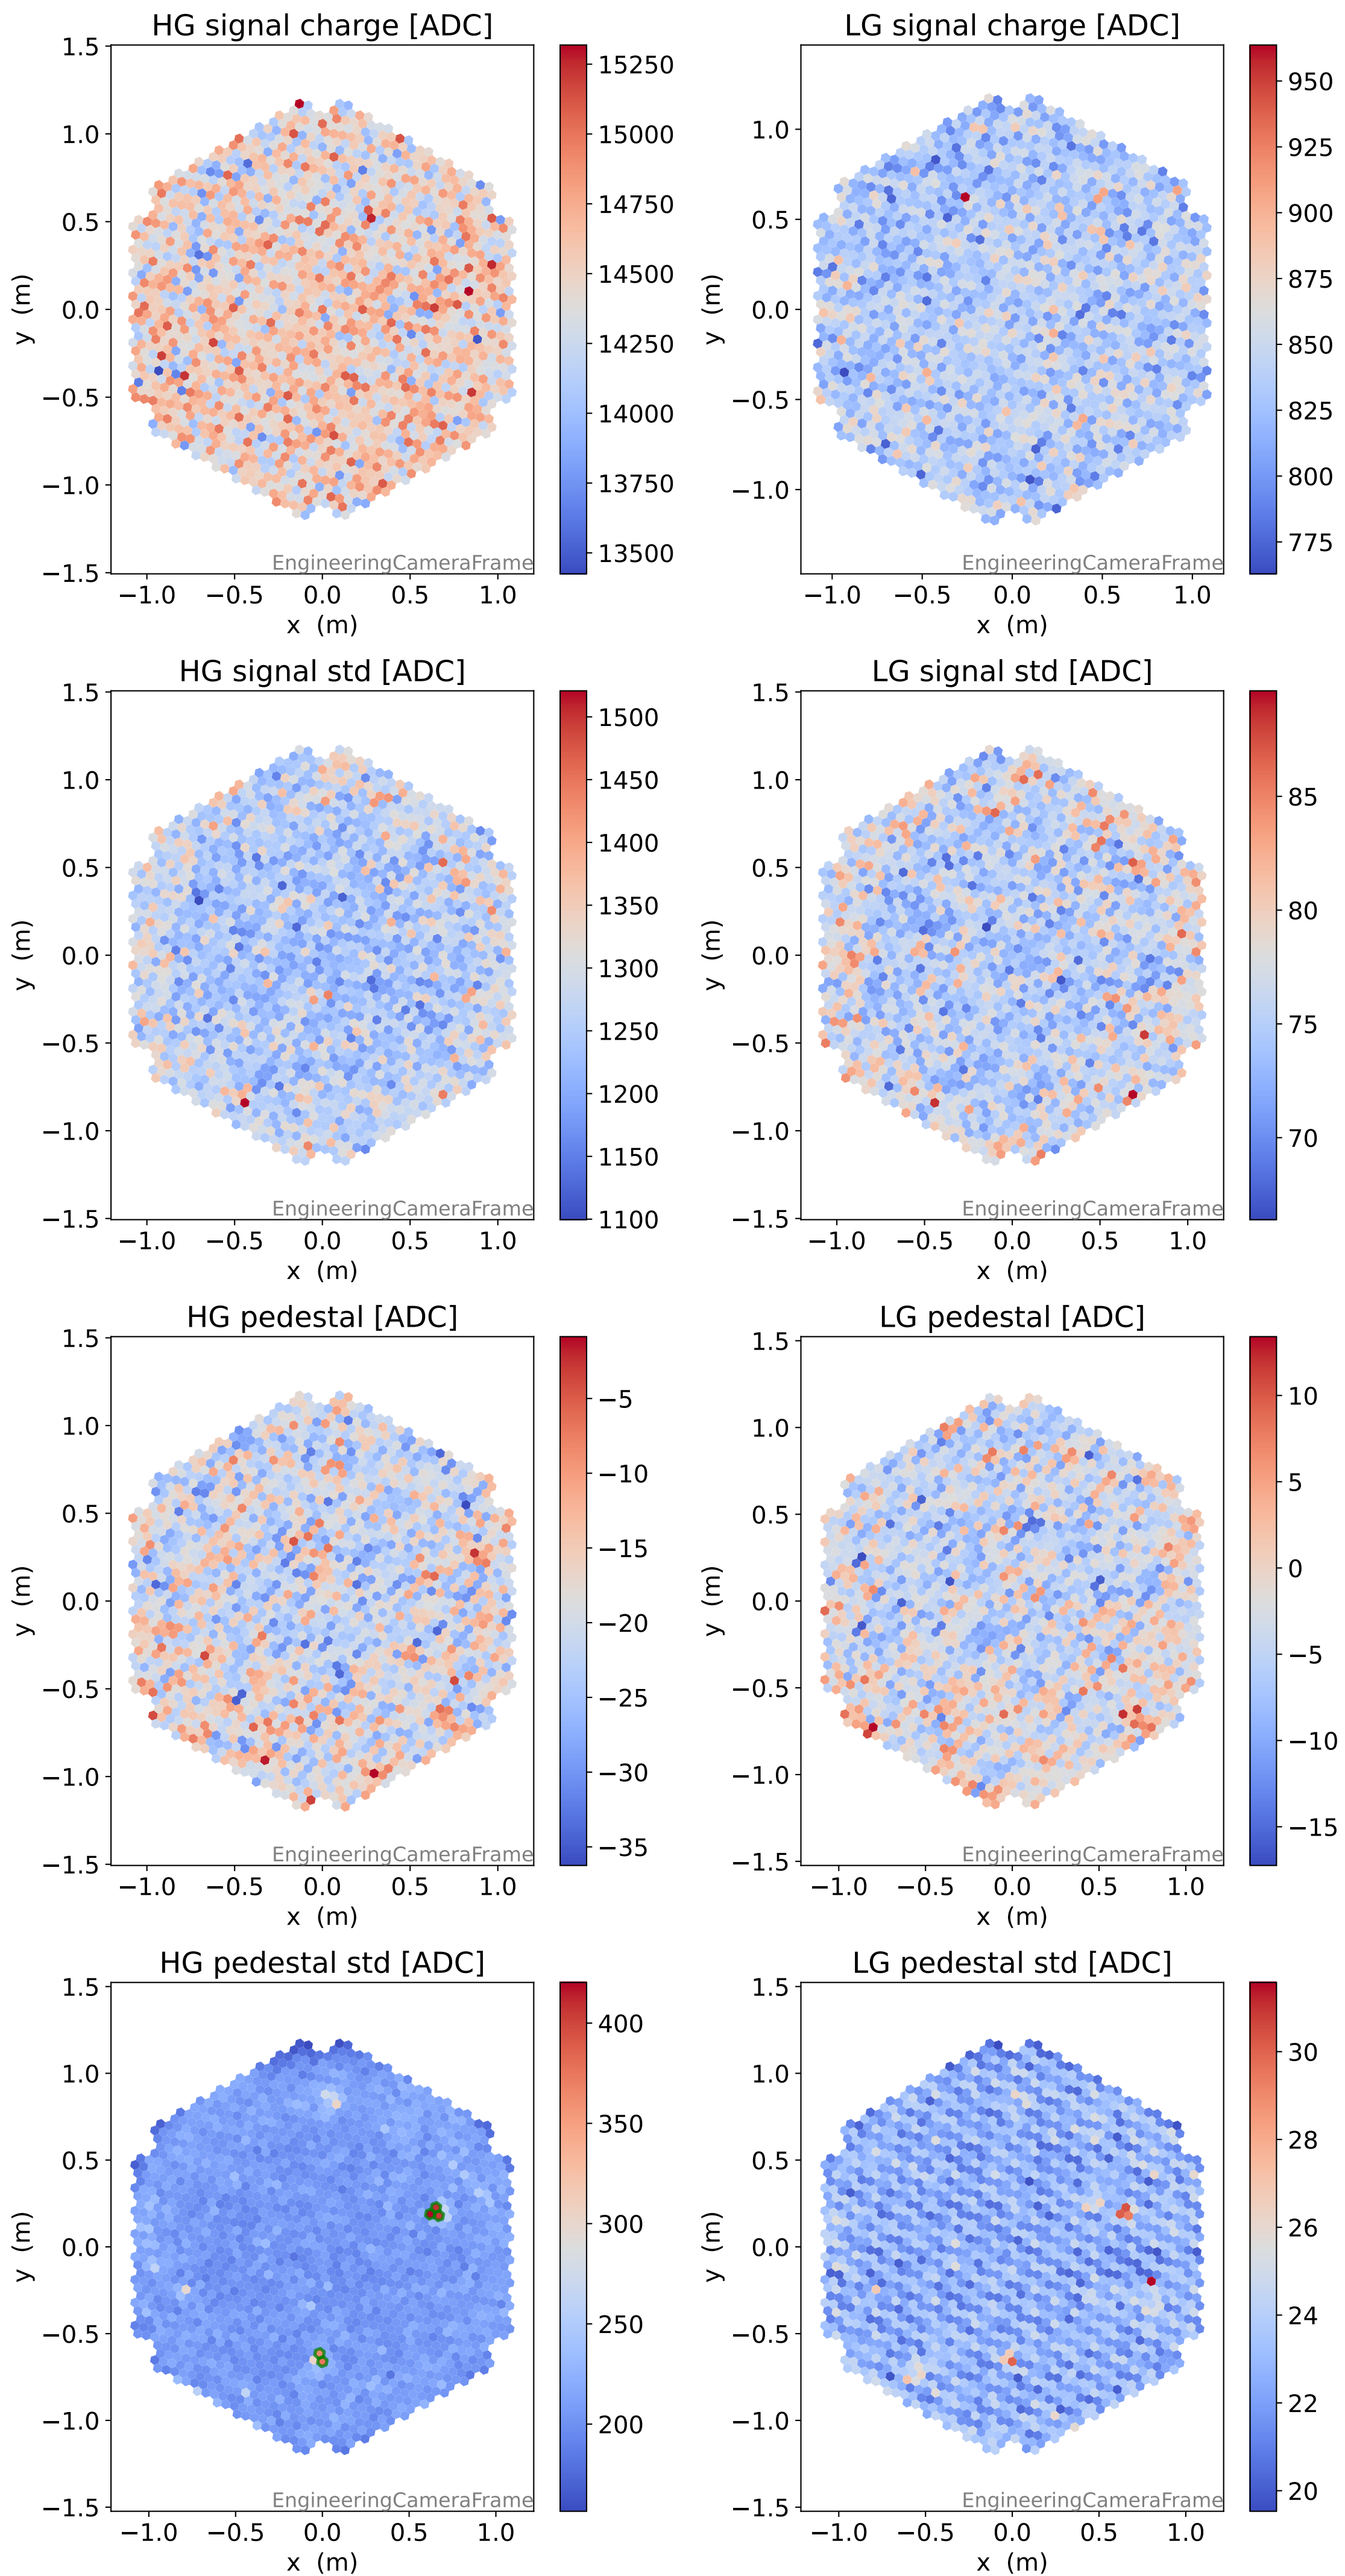 HG signal charge [ADC]
1.5
1.0
0.5
0.0
−0.5
−1.0
−1.5
y (m)
−1.0 −0.5 0.0 0.5 1.0
x (m)
EngineeringCameraFrame
15250
15000
14750
14500
14250
14000
13750
13500
LG signal charge [ADC]
1.0
0.5
0.0
−0.5
−1.0
y (m)
−1.0 −0.5 0.0 0.5 1.0
x (m)
EngineeringCameraFrame
950
925
900
875
850
825
800
775
HG signal std [ADC]
1.5
1.0
0.5
0.0
−0.5
−1.0
−1.5
y (m)
−1.0 −0.5 0.0 0.5 1.0
x (m)
EngineeringCameraFrame
1500
1450
1400
1350
1300
1250
1200
1150
1100
LG signal std [ADC]
1.5
1.0
0.5
0.0
−0.5
−1.0
−1.5
y (m)
−1.0 −0.5 0.0 0.5 1.0
x (m)
EngineeringCameraFrame
85
80
75
70
HG pedestal [ADC]
1.5
1.0
0.5
0.0
−0.5
−1.0
−1.5
y (m)
−1.0 −0.5 0.0 0.5 1.0
x (m)
EngineeringCameraFrame
−5
−10
−15
−20
−25
−30
−35
LG pedestal [ADC]
1.5
1.0
0.5
0.0
−0.5
−1.0
−1.5
y (m)
−1.0 −0.5 0.0 0.5 1.0
x (m)
EngineeringCameraFrame
10
5
0
−5
−10
−15
HG pedestal std [ADC]
1.5
1.0
0.5
0.0
−0.5
−1.0
−1.5
y (m)
−1.0 −0.5 0.0 0.5 1.0
x (m)
EngineeringCameraFrame
400
350
300
250
200
LG pedestal std [ADC]
1.5
1.0
0.5
0.0
−0.5
−1.0
−1.5
y (m)
−1.0 −0.5 0.0 0.5 1.0
x (m)
EngineeringCameraFrame
30
28
26
24
22
20